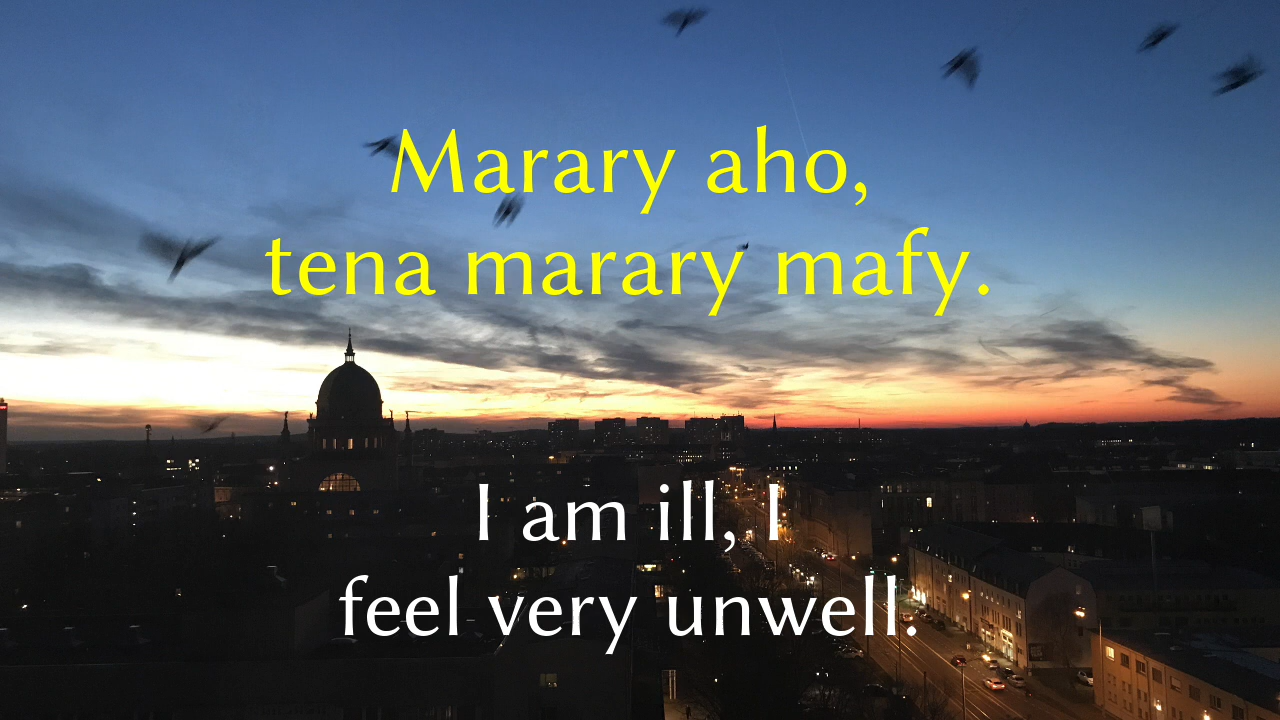 Marary aho,
tena marary mafy.
I am ill, I
feel very unwell.